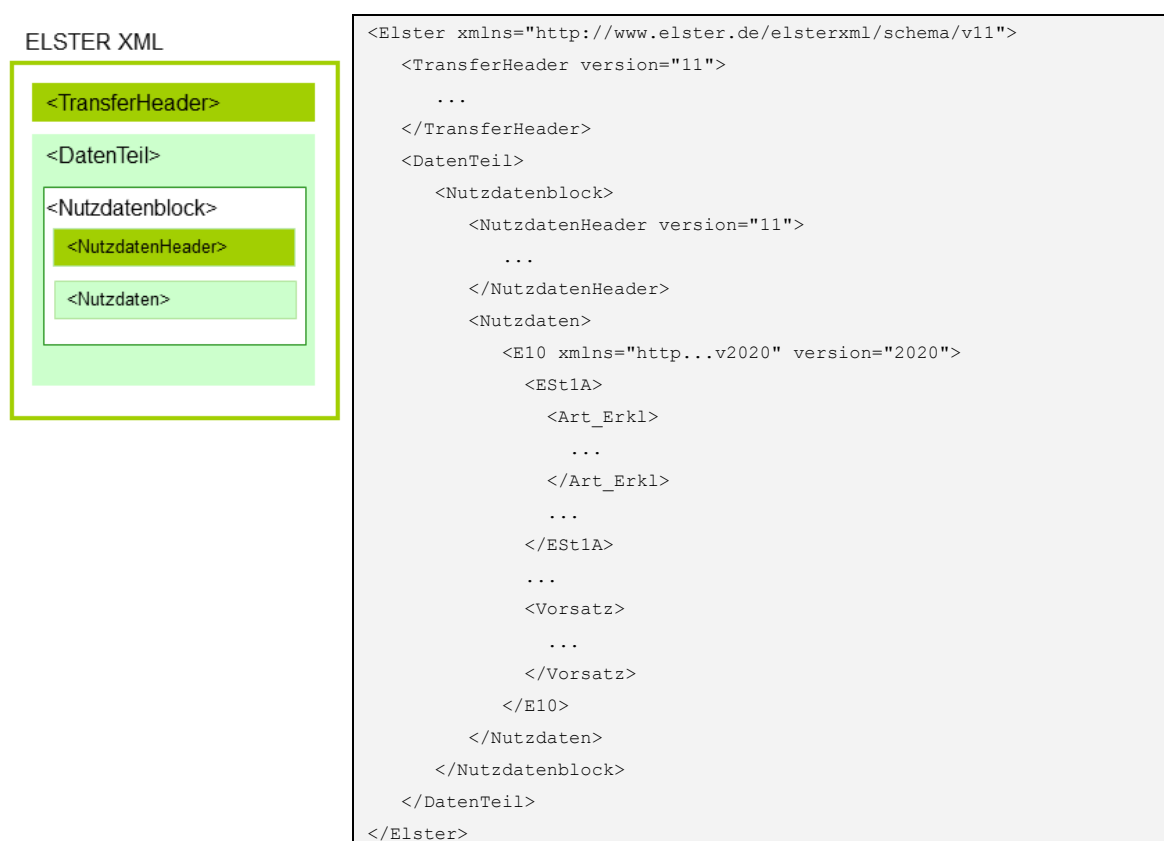 ELSTER XML
<TransferHeader>
<DatenTeil>
<Nutzdatenblock>
<NutzdatenHeader>
<Nutzdaten>
<Elster xmlns="http://www.elster.de/elsterxml/schema/v11">
<TransferHeader version="11">
...
</TransferHeader>
<DatenTeil>
<Nutzdatenblock>
<NutzdatenHeader version="11">
...
</NutzdatenHeader>
<Nutzdaten>
<E10 xmlns="http...v2020" version="2020">
<ESt1A>
<Art_Erkl>
...
</Art_Erkl>
...
</ESt1A>
...
<Vorsatz>
...
</Vorsatz>
</E10>
</Nutzdaten>
</Nutzdatenblock>
</DatenTeil>
</Elster>